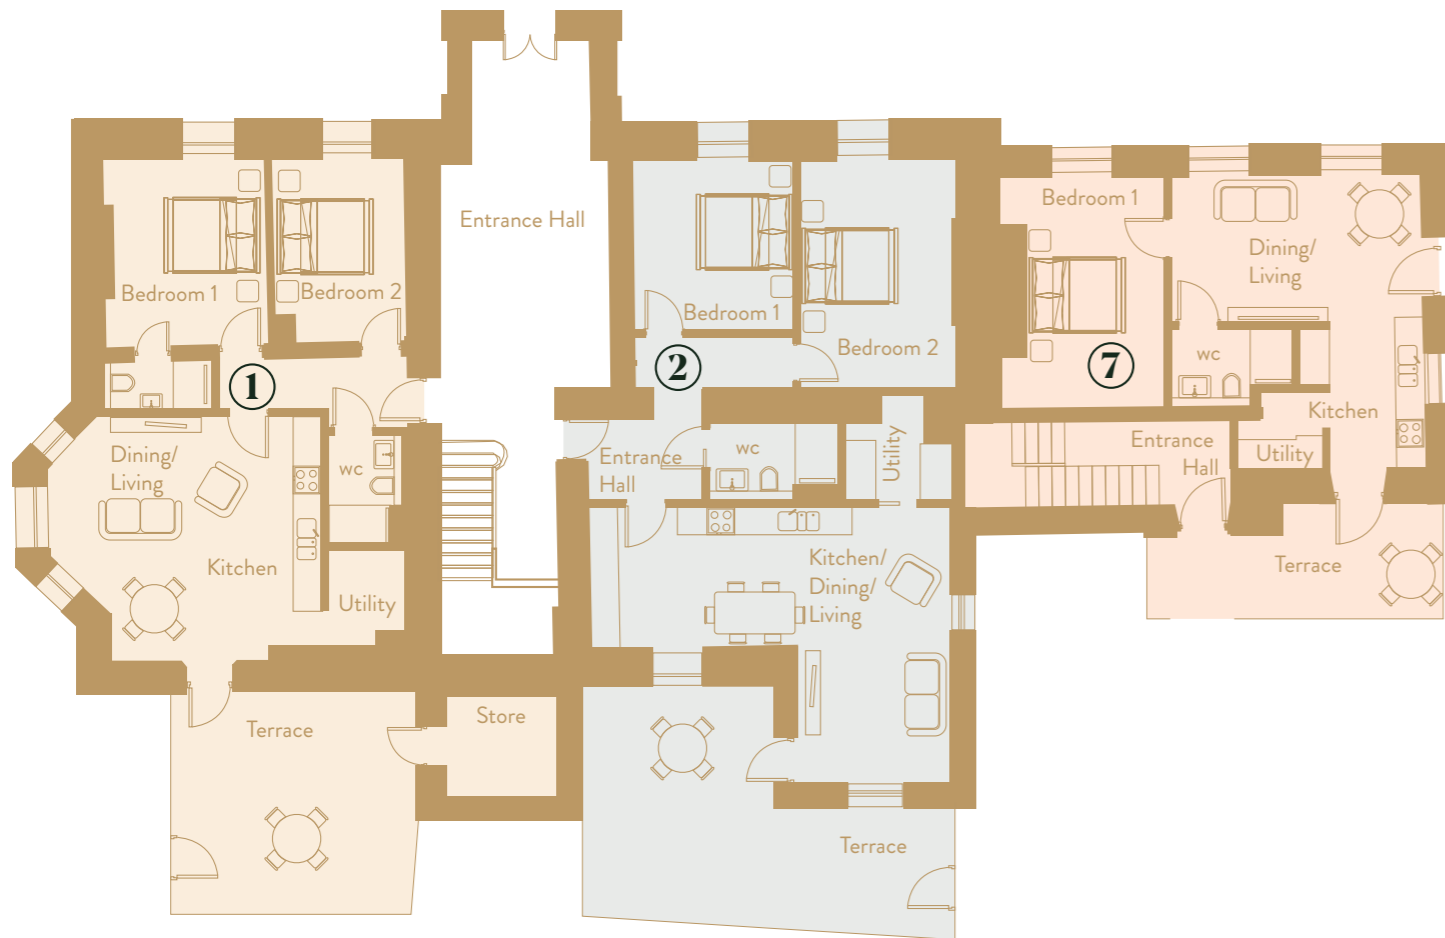 Entrance Hall
Bedroom 1
Bedroom 2
1
Dining/
Living
wc
Kitchen
Utility
Terrace
Store
Bedroom 1
Bedroom 2
2
Entrance
Hall
wc
Utility
Kitchen/
Dining/
Living
Terrace
Bedroom 1
Dining/
Living
7
wc
Kitchen
Entrance
Hall
Utility
Terrace